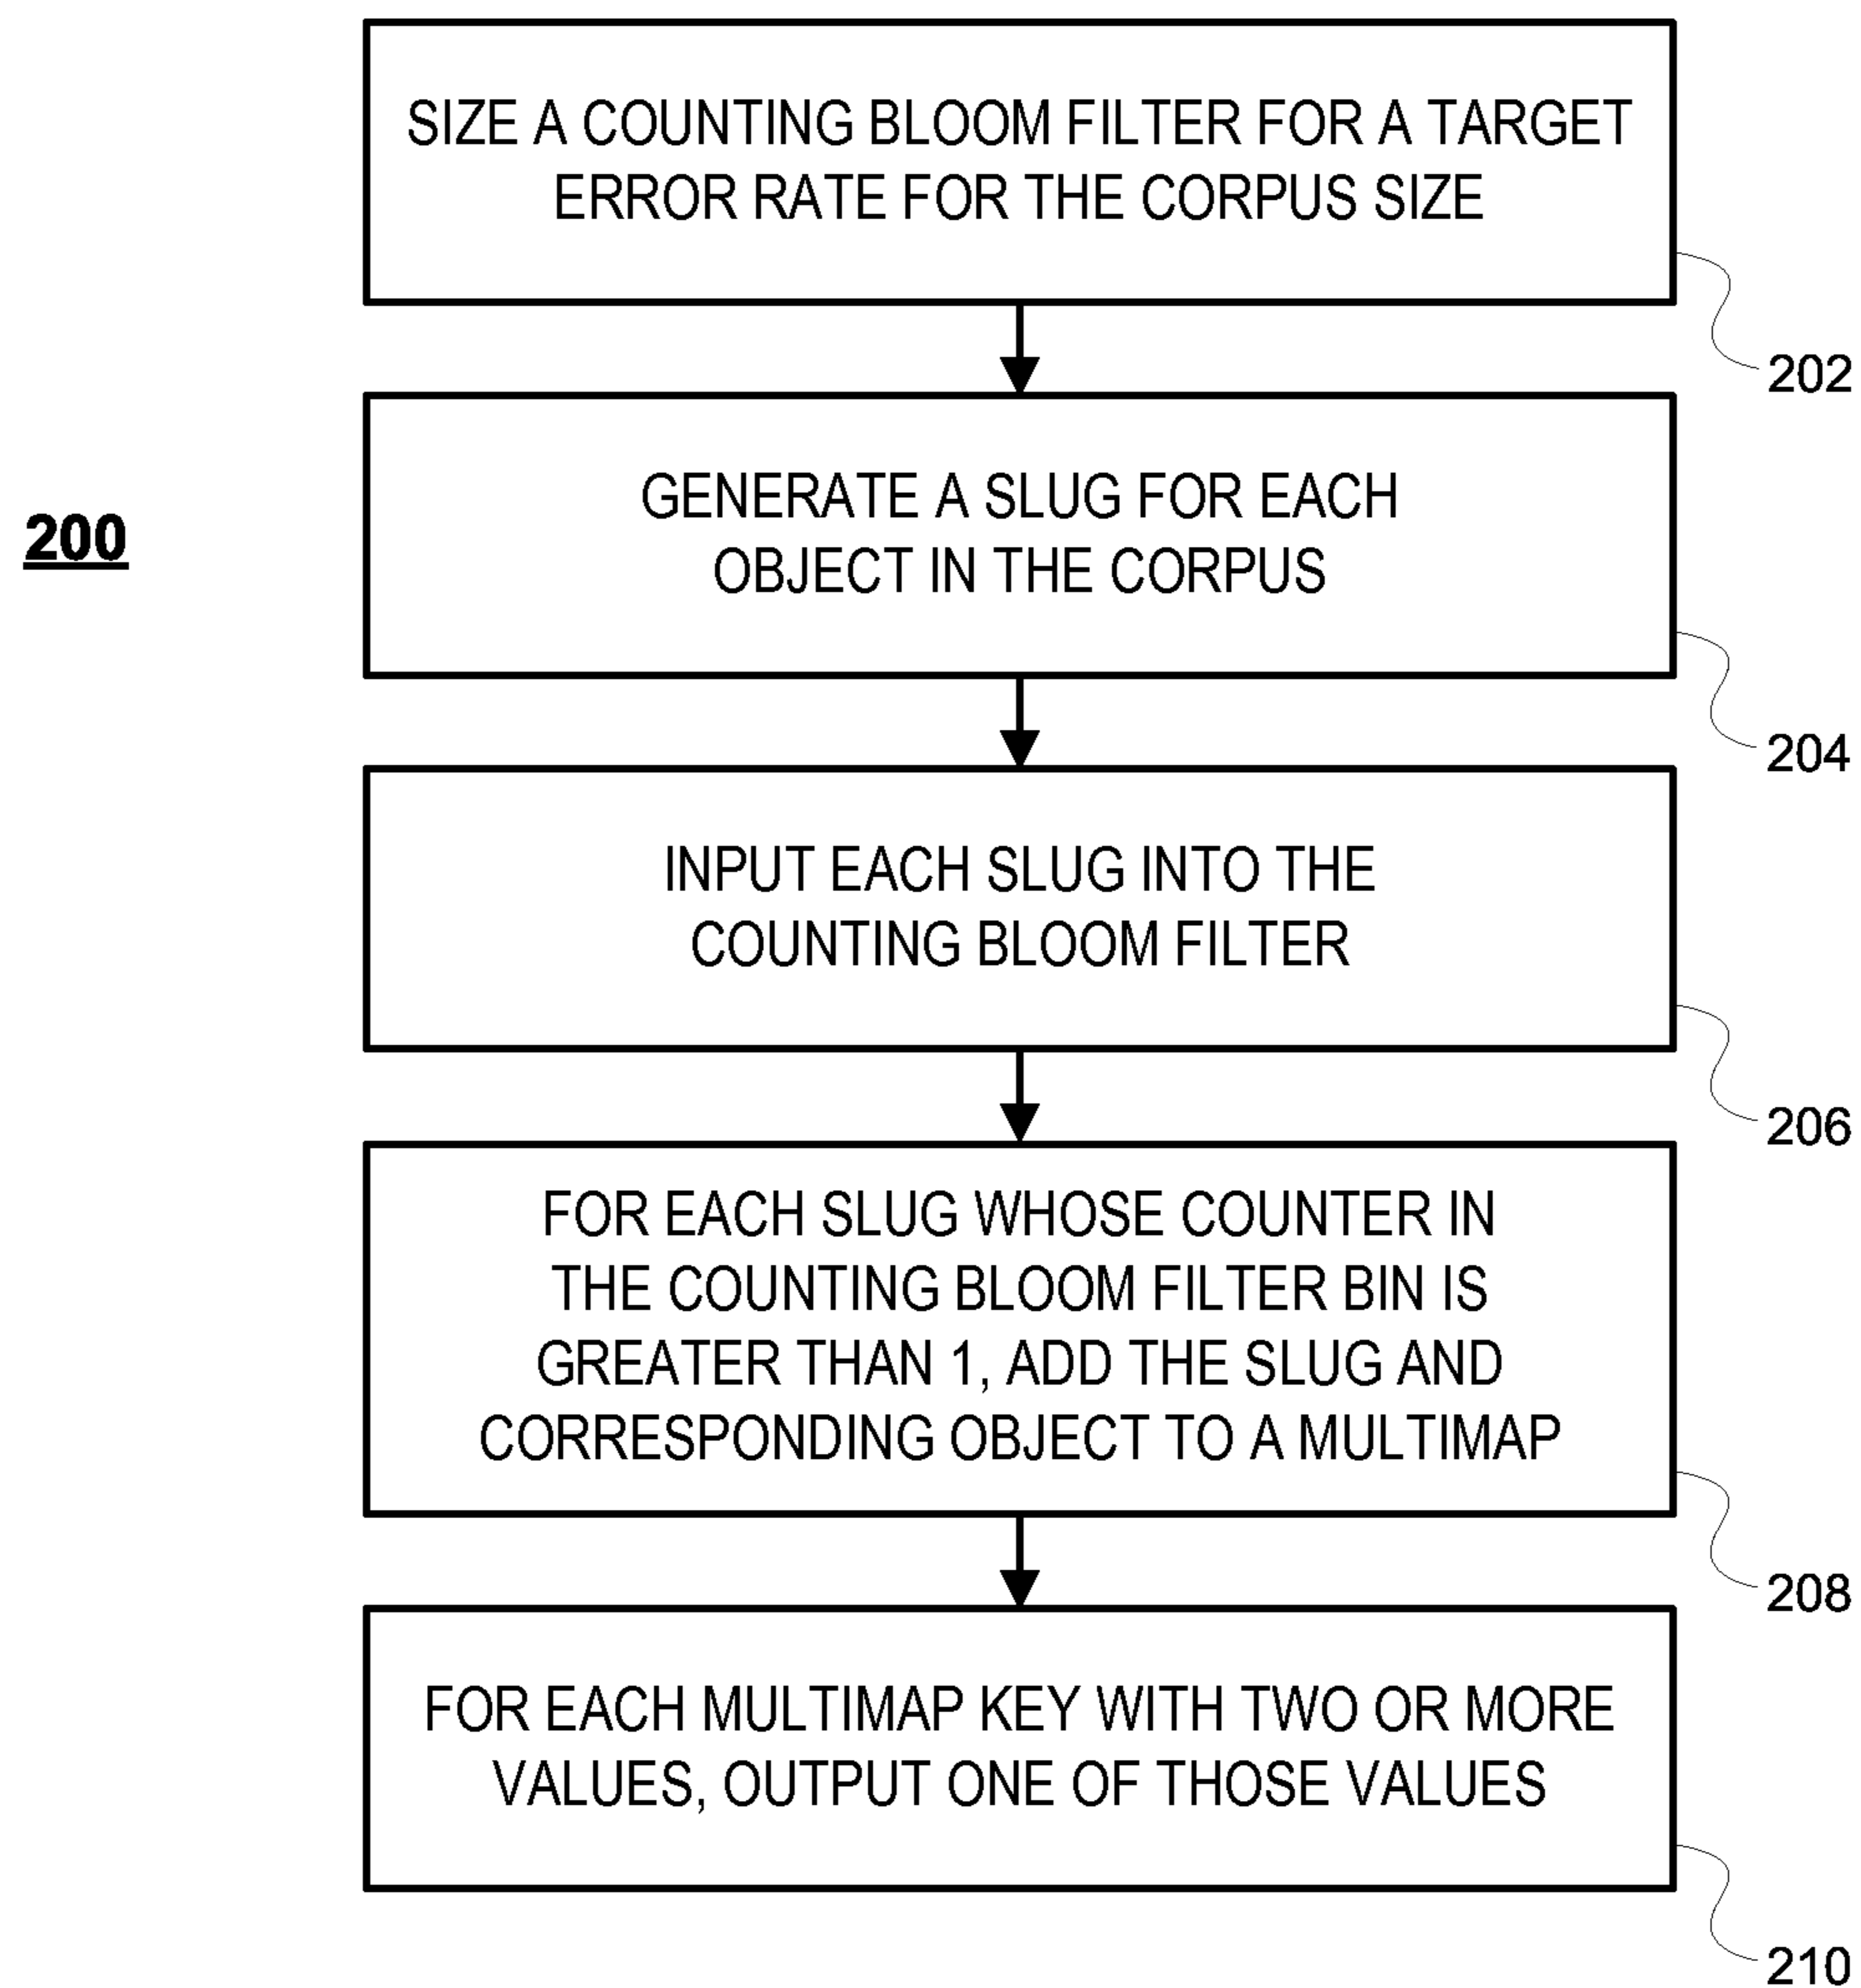 SIZE A COUNTING BLOOM FILTER FOR A TARGET
ERROR RATE FOR THE CORPUS SIZE
202
200
GENERATE A SLUG FOR EACH
OBJECT IN THE CORPUS
204
INPUT EACH SLUG INTO THE
COUNTING BLOOM FILTER
206
FOR EACH SLUG WHOSE COUNTER IN
THE COUNTING BLOOM FILTER BIN IS
GREATER THAN 1, ADD THE SLUG AND
CORRESPONDING OBJECT TO A MULTIMAP
208
FOR EACH MULTIMAP KEY WITH TWO OR MORE
VALUES, OUTPUT ONE OF THOSE VALUES
210